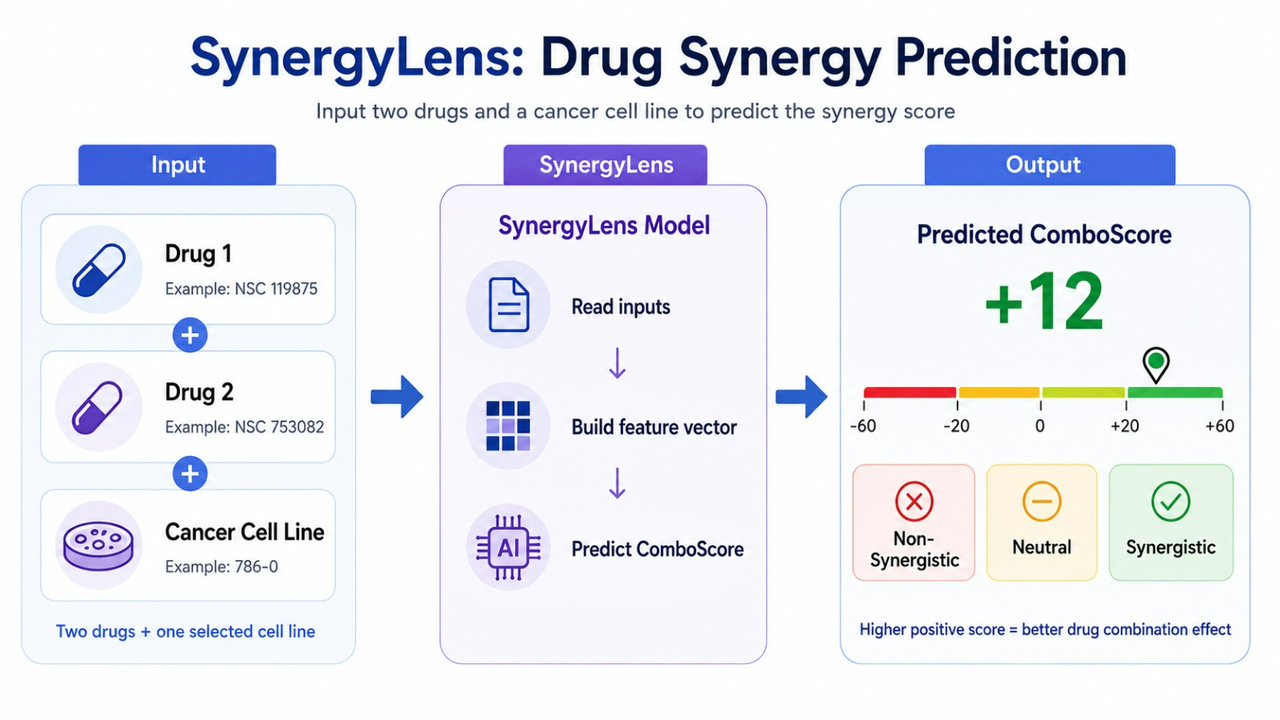 SynergyLens: Drug Synergy Prediction
Input two drugs and a cancer cell line to predict the synergy score
Input
Drug 1
Example: NSC 119875
+
Drug 2
Example: NSC 753082
+
Cancer Cell Line
Example: 786-0
Two drugs + one selected cell line
SynergyLens
SynergyLens Model
Read inputs
Build feature vector
AI
Predict ComboScore
Output
Predicted ComboScore
+12
-60 -20 0 +20 +60
Non-
Synergistic
Neutral
Synergistic
Higher positive score = better drug combination effect